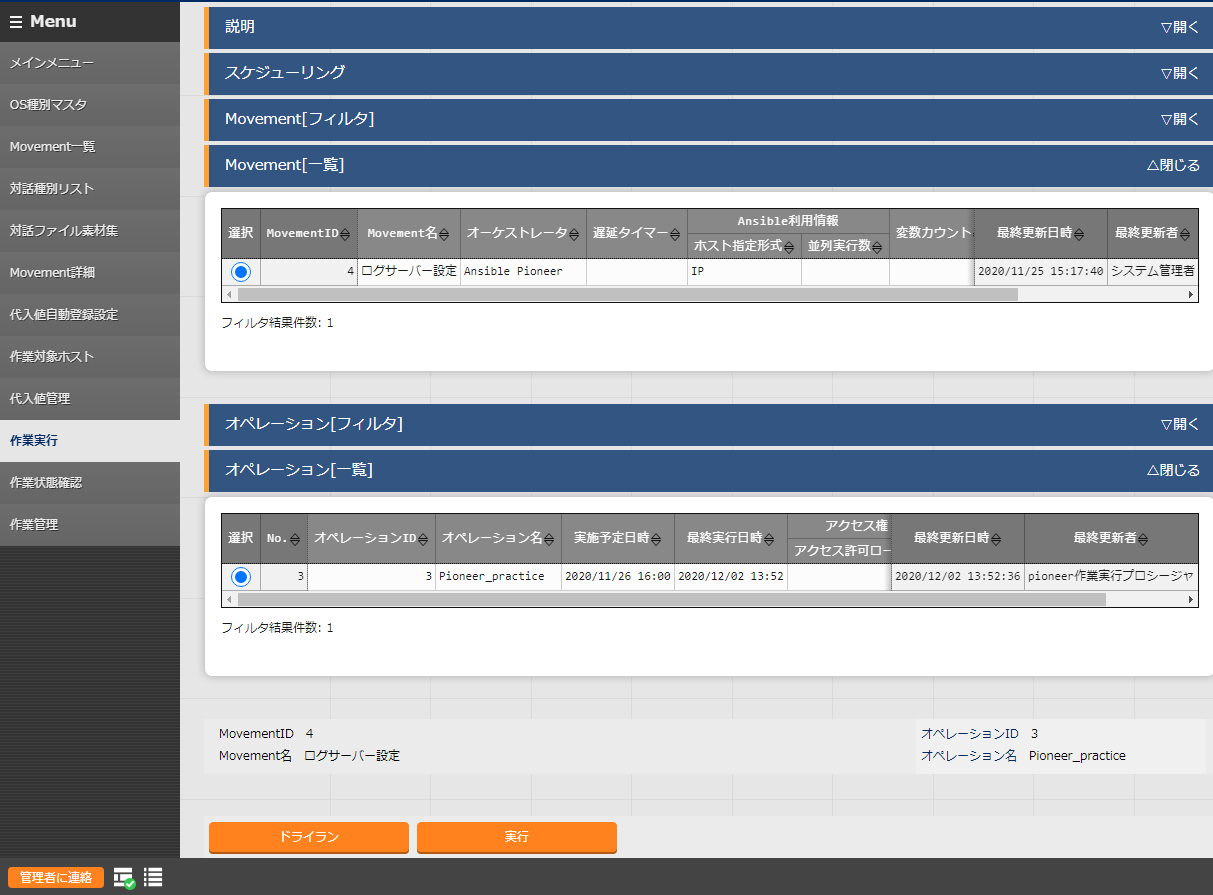 Menu
メインメニュー
OS種別マスタ
Movement一覧
対話種別リスト
対話ファイル素材集
Movement詳細
代入値自動登録設定
作業対象ホスト
代入値管理
作業実行
作業状態確認
作業管理
管理者に連絡
説明 ▽開く
スケジューリング ▽開く
Movement[フィルタ] ▽開く
Movement[一覧] △閉じる
Ansible利用情報
選択 MovementID Movement名 オーケストレータ 遅延タイマー 変数カウント 最終更新日時 最終更新者
ホスト指定形式 並列実行数
4 ログサーバー設定 Ansible Pioneer IP 2020/11/25 15:17:40 システム管理者
フィルタ結果件数: 1
オペレーション[フィルタ] ▽開く
オペレーション[一覧] △閉じる
アクセス権
選択 No. オペレーションID オペレーション名 実施予定日時 最終実行日時 最終更新日時 最終更新者
アクセス許可ロー
3 3 Pioneer_practice 2020/11/26 16:00 2020/12/02 13:52 2020/12/02 13:52:36 pioneer作業実行プロシージャ
フィルタ結果件数: 1
MovementID 4 オペレーションID 3
Movement名 ログサーバー設定 オペレーション名 Pioneer_practice
ドライラン 実行